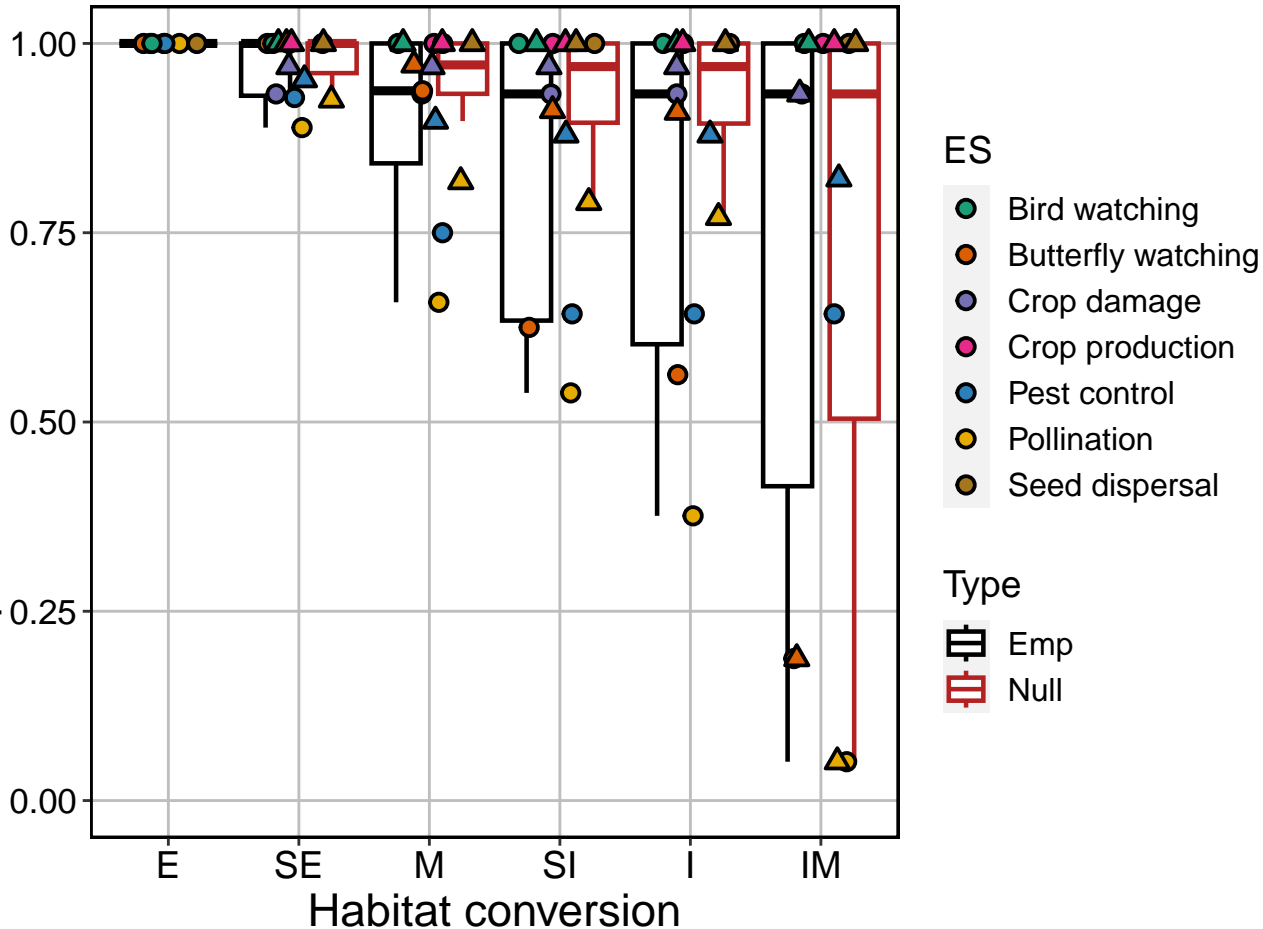 1.00
0.75
0.50
0.25
0.00
E SE M SI I IM
Habitat conversion
ES
Bird watching
Butterfly watching
Crop damage
Crop production
Pest control
Pollination
Seed dispersal
Type
Emp
Null